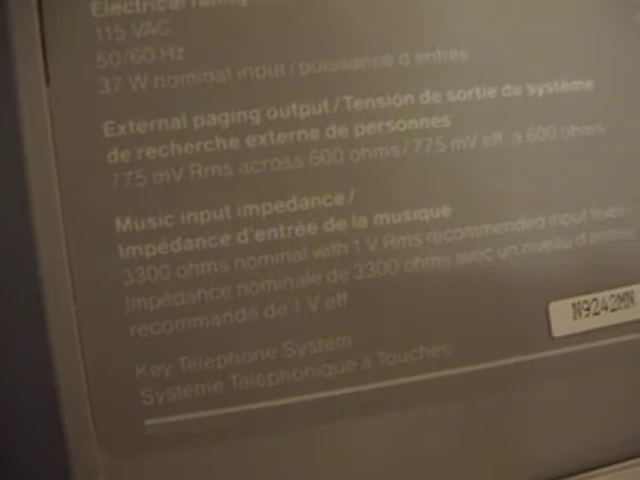 Electrical rating
115 VAC
50/60 Hz
37 W nominal input/puissance d'entrée
External paging output/Tension de sortie du système
de recherche externe de personnes
775 mV Rms across 600 ohms/775 mV eff. à 600 ohms
Music input impedance/
Impédance d'entrée de la musique
3300 ohms nominal with 1 V Rms recommended input level
Impédance nominale de 3300 ohms avec un niveau d'entrée
recommandé de 1 V eff
N9242MN
Key Telephone System
Système Téléphonique à Touches